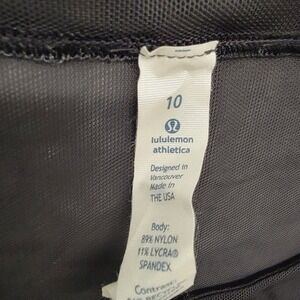 10
lululemon
athletica
Designed in
Vancouver
Made in
THE USA
Body:
89% NYLON
11% LYCRA®
SPANDEX
Contrast: